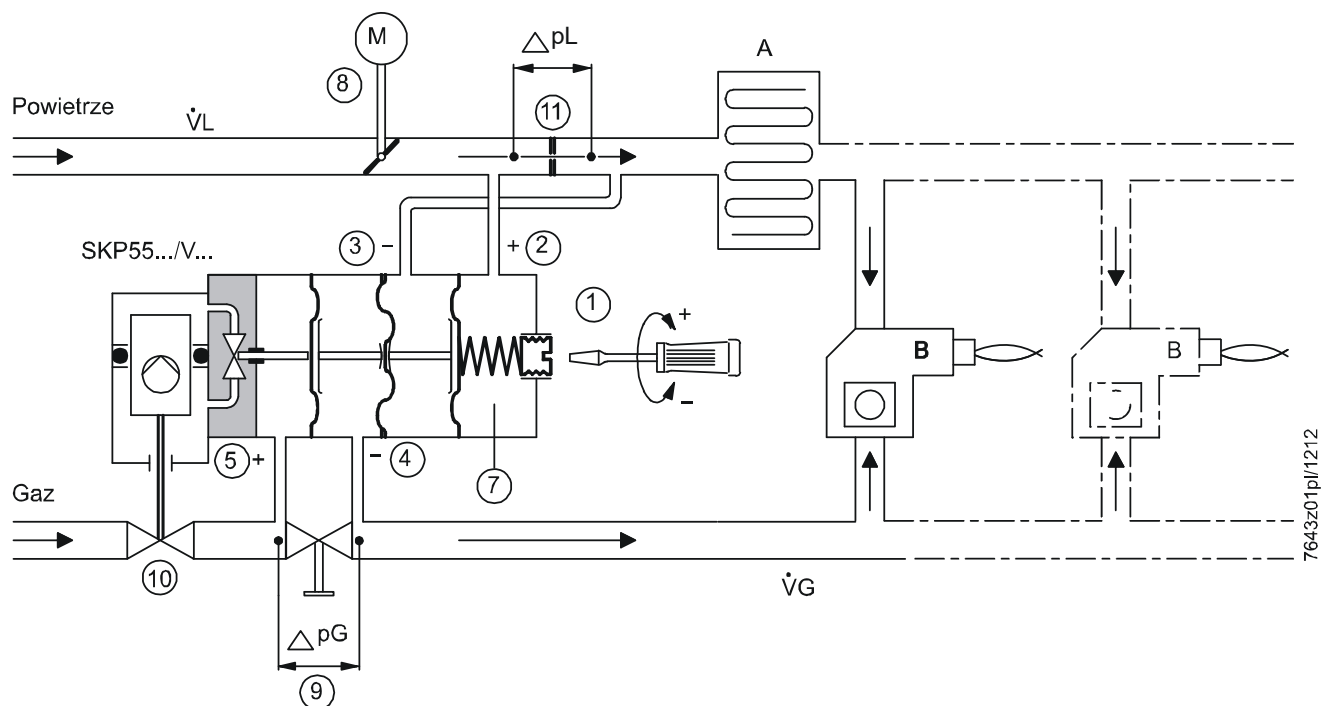 M
△ pL
A
8
11
Powietrze
V̇L
3 -
+ 2
SKP55.../V...
1
+
-
B
B
5 +
- 4
7
Gaz
10
V̇G
△ pG
9
7643z01pl/1212